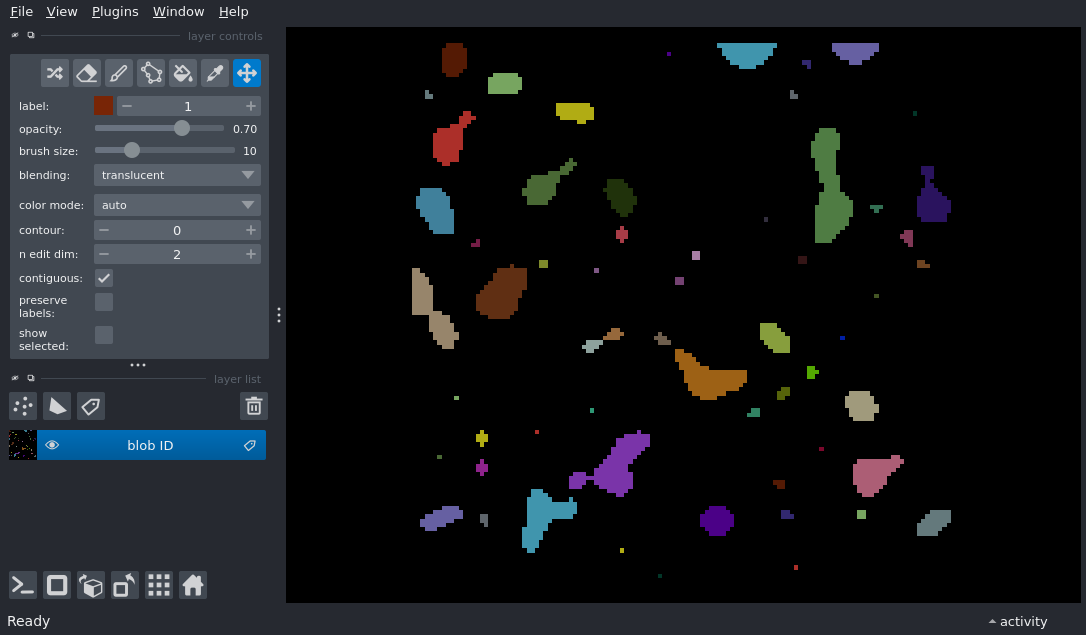 File View Plugins Window Help
layer controls
label: 1
opacity: 0.70
brush size: 10
blending: translucent
color mode: auto
contour: 0
n edit dim: 2
contiguous:
preserve
labels:
show
selected:
layer list
blob ID
Ready
activity